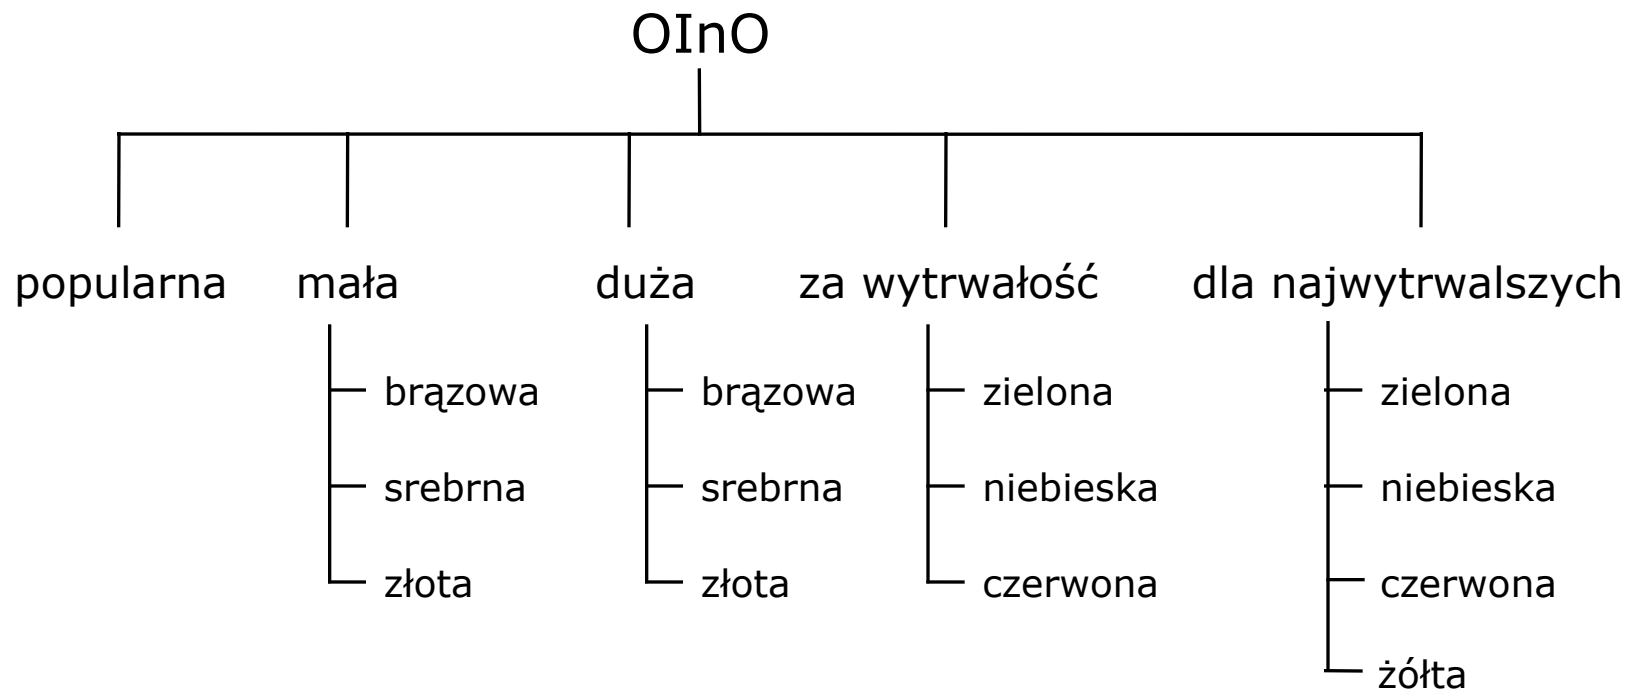 OInO
popularna mała duża za wytrwałość dla najwytrwalszych
brązowa brązowa zielona zielona
srebrna srebrna niebieska niebieska
złota złota czerwona czerwona
żółta